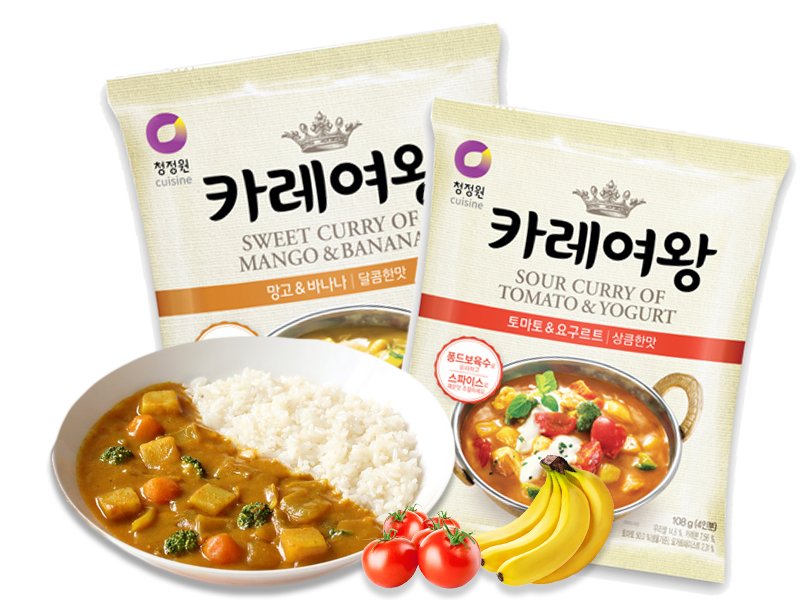 청정원
cuisine
카레여왕
SWEET CURRY OF
MANGO & BANANA
망고&바나나 | 달콤한맛
청정원
cuisine
카레여왕
SOUR CURRY OF
TOMATO & YOGURT
토마토&요구르트 | 상큼한맛
퐁드보육수로
스파이스로
108 g (4인분)